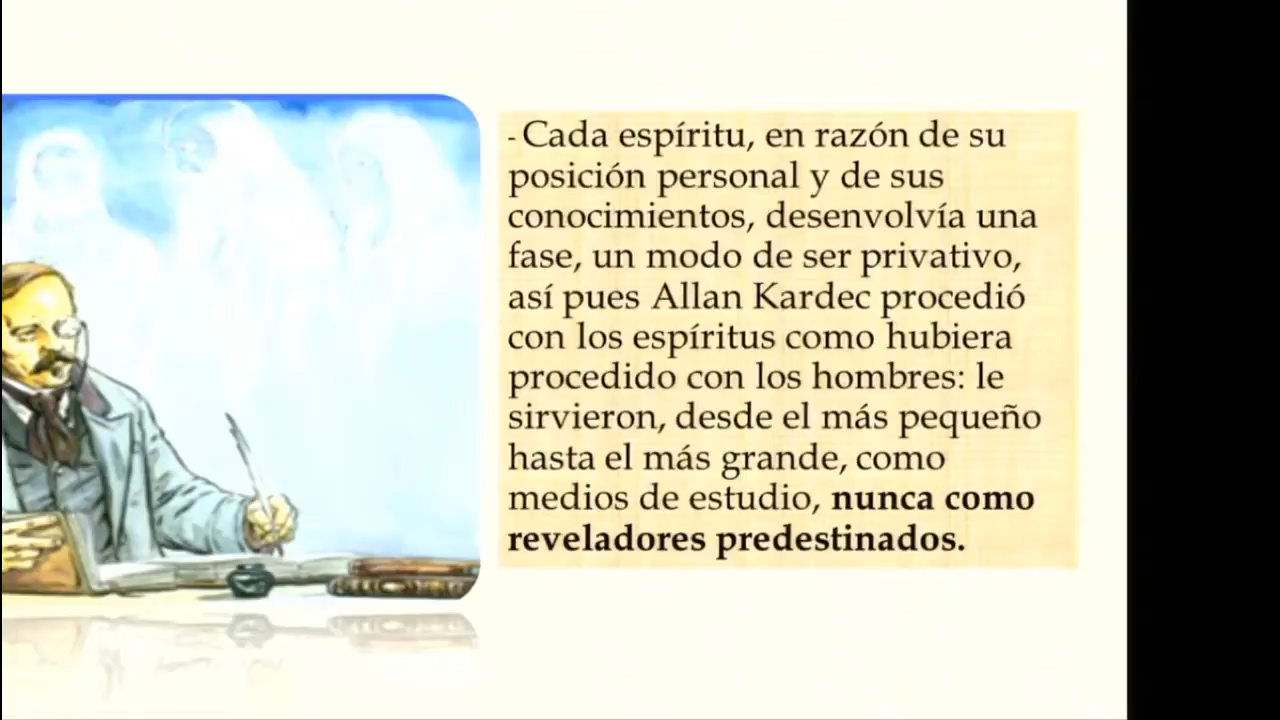 - Cada espíritu, en razón de su
posición personal y de sus
conocimientos, desenvolvía una
fase, un modo de ser privativo,
así pues Allan Kardec procedió
con los espíritus como hubiera
procedido con los hombres: le
sirvieron, desde el más pequeño
hasta el más grande, como
medios de estudio, nunca como
reveladores predestinados.